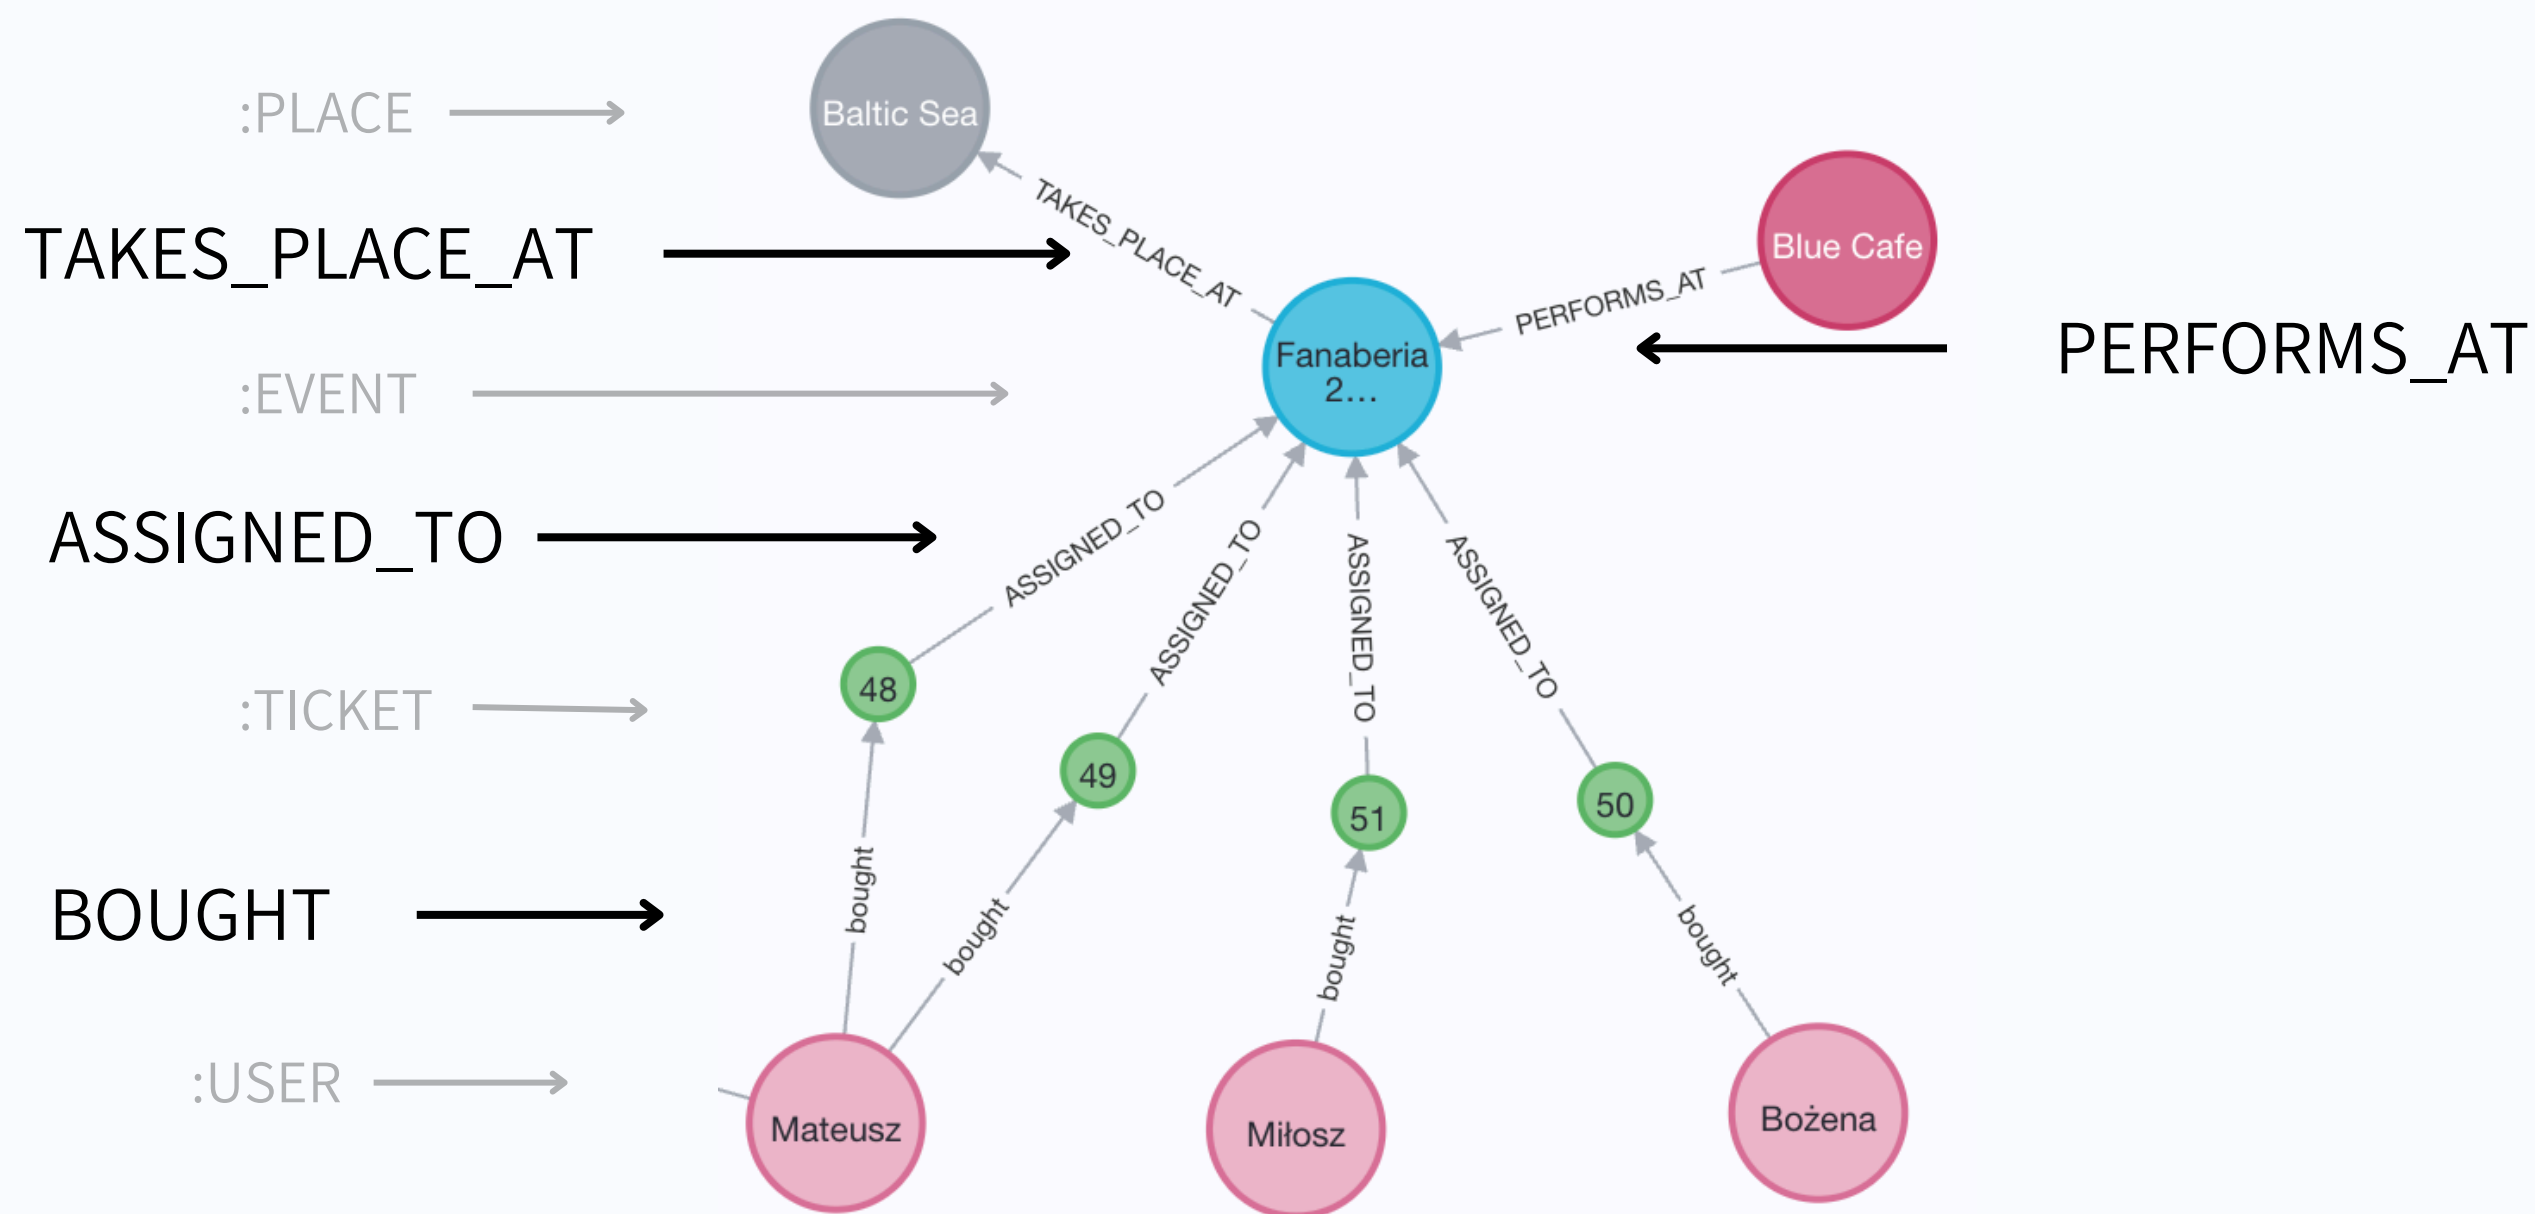 :PLACE
Baltic Sea
TAKES_PLACE_AT
TAKES_PLACE_AT
Blue Cafe
PERFORMS_AT
PERFORMS_AT
Fanaberia
2...
:EVENT
ASSIGNED_TO
ASSIGNED_TO
ASSIGNED_TO
ASSIGNED_TO
ASSIGNED_TO
:TICKET
48
49
51
50
BOUGHT
bought
bought
bought
bought
:USER
Mateusz
Miłosz
Bożena